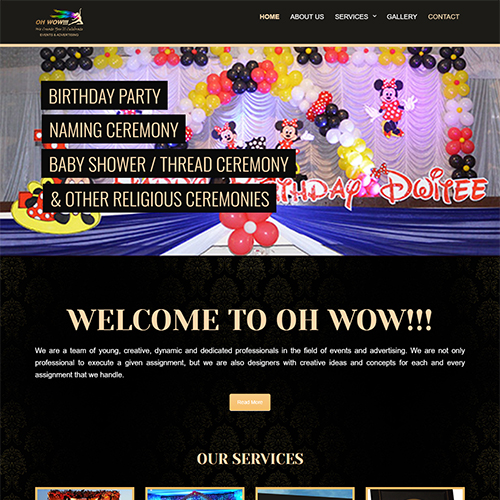 OH WOW!!!
We Create You'll Celebrate
EVENTS & ADVERTISING
HOME ABOUT US SERVICES GALLERY CONTACT
BIRTHDAY PARTY
NAMING CEREMONY
BABY SHOWER / THREAD CEREMONY
& OTHER RELIGIOUS CEREMONIES
BIRTHDAY DWITEE
WELCOME TO OH WOW!!!
We are a team of young, creative, dynamic and dedicated professionals in the field of events and advertising. We are not only
professional to execute a given assignment, but we are also designers with creative ideas and concepts for each and every
assignment that we handle.
Read More
OUR SERVICES